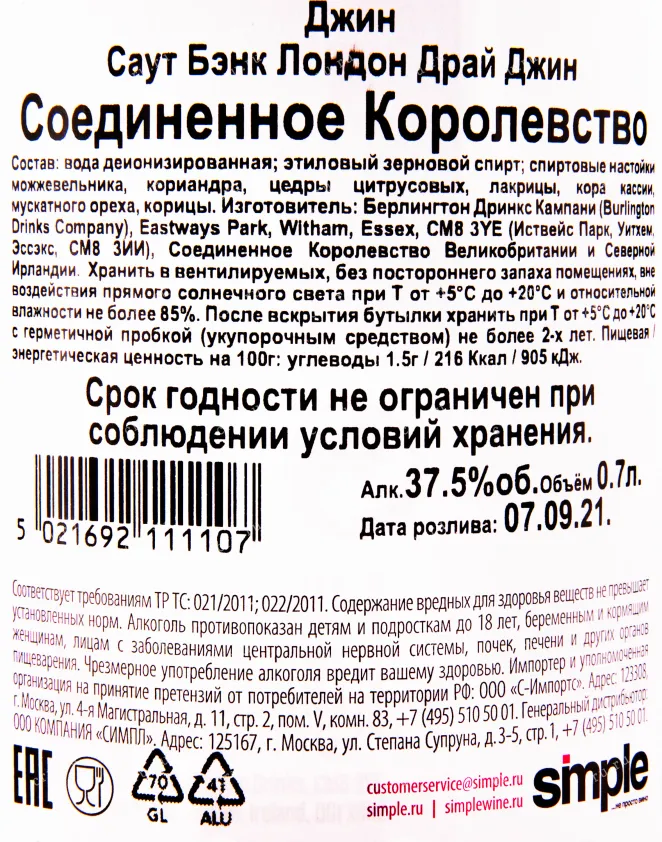 Джин
Саут Бэнк Лондон Драй Джин
Соединенное Королевство
Состав: вода деионизированная; этиловый зерновой спирт; спиртовые настойки
можжевельника, кориандра, цедры цитрусовых, лакрицы, кора кассии,
мускатного ореха, корицы. Изготовитель: Берлингтон Дринкс Кампани (Burlington
Drinks Company), Eastways Park, Witham, Essex, CM8 3YE (Иствейс Парк, Уитхем,
Эссэкс, СМ8 3ИИ), Соединенное Королевство Великобритании и Северной
Ирландии. Хранить в вентилируемых, без постороннего запаха помещениях, вне
воздействия прямого солнечного света при Т от +5°С до +20°С и относительной
влажности не более 85%. После вскрытия бутылки хранить при Т от +5°С до +20°С
с герметичной пробкой (укупорочным средством) не более 2-х лет. Пищевая /
энергетическая ценность на 100г: углеводы 1.5г / 216 Ккал / 905 кДж.
Срок годности не ограничен при
соблюдении условий хранения.
Алк. 37.5%об. Объём 0.7л.
Дата розлива: 07.09.21.
5 021692 111107
Соответствует требованиям ТР ТС: 021/2011; 022/2011. Содержание вредных для здоровья веществ не превышает
установленных норм. Алкоголь противопоказан детям и подросткам до 18 лет, беременным и кормящим
женщинам, лицам с заболеваниями центральной нервной системы, почек, печени и других органов
пищеварения. Чрезмерное употребление алкоголя вредит вашему здоровью. Импортер и уполномоченная
организация на принятие претензий от потребителей на территории РФ: ООО «С-Импортс». Адрес: 123308,
г. Москва, ул. 4-я Магистральная, д. 11, стр. 2, пом. V, комн. 83, +7 (495) 510 50 01. Генеральный дистрибьютор:
ООО КОМПАНИЯ «СИМПЛ». Адрес: 125167, г. Москва, ул. Степана Супруна, д. 3-5, стр. 1, +7 (495) 510 50 01.
EAC
70
GL
41
ALU
customerservice@simple.ru
simple.ru | simplewine.ru
simple
...не просто вино